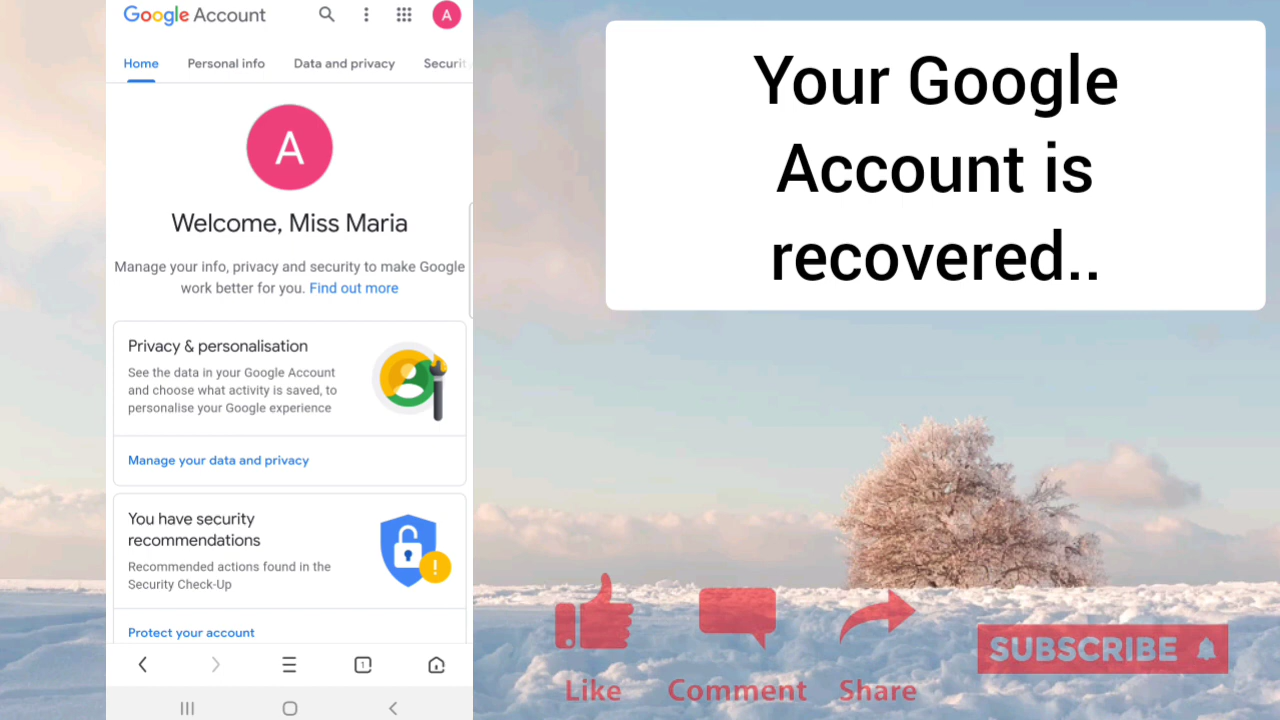 Google Account
A
Home Personal info Data and privacy Securit
A
Welcome, Miss Maria
Manage your info, privacy and security to make Google
work better for you. Find out more
Privacy & personalisation
See the data in your Google Account
and choose what activity is saved, to
personalise your Google experience
Manage your data and privacy
You have security
recommendations
Recommended actions found in the
Security Check-Up
Protect your account
1
Your Google
Account is
recovered..
Like Comment Share
SUBSCRIBE